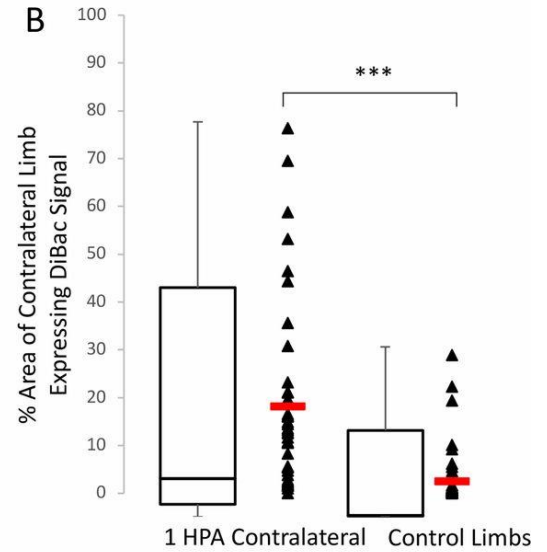 B
100
90
80
70
60
50
40
30
20
10
0
% Area of Contralateral Limb
Expressing DiBac Signal
***
1 HPA Contralateral
Control Limbs